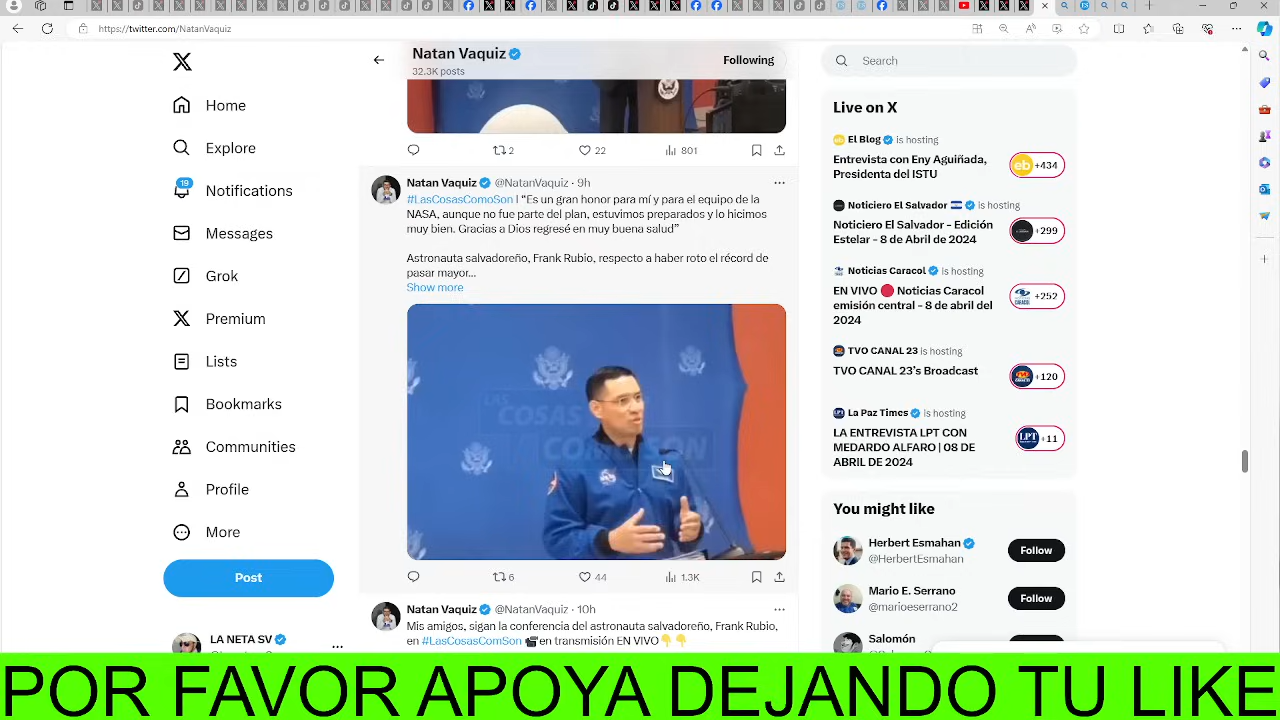 https://twitter.com/NatanVaquiz
Natan Vaquiz
32.3K posts
Following
Search
Home
Explore
19
Notifications
Messages
Grok
Premium
Lists
Bookmarks
Communities
Profile
More
Post
LA NETA SV
2
22
801
Natan Vaquiz @NatanVaquiz · 9h
#LasCosasComoSon | “Es un gran honor para mí y para el equipo de la
NASA, aunque no fue parte del plan, estuvimos preparados y lo hicimos
muy bien. Gracias a Dios regresé en muy buena salud”
Astronauta salvadoreño, Frank Rubio, respecto a haber roto el récord de
pasar mayor...
Show more
LAS
COSAS
COMO SON
6
44
1.3K
Natan Vaquiz @NatanVaquiz · 10h
Mis amigos, sigan la conferencia del astronauta salvadoreño, Frank Rubio,
en #LasCosasComSon 📹en transmisión EN VIVO👇👇
Live on X
El Blog is hosting
Entrevista con Eny Aguiñada,
Presidenta del ISTU
eb
+434
Noticiero El Salvador is hosting
Noticiero El Salvador - Edición
Estelar - 8 de Abril de 2024
+299
Noticias Caracol is hosting
EN VIVO 🔴 Noticias Caracol
emisión central - 8 de abril del
2024
+252
TVO CANAL 23 is hosting
TVO CANAL 23’s Broadcast
+120
La Paz Times is hosting
LA ENTREVISTA LPT CON
MEDARDO ALFARO | 08 DE
ABRIL DE 2024
LPT
+11
You might like
Herbert Esmahan
@HerbertEsmahan
Follow
Mario E. Serrano
@marioeserrano2
Follow
Salomón
POR FAVOR APOYA DEJANDO TU LIKE